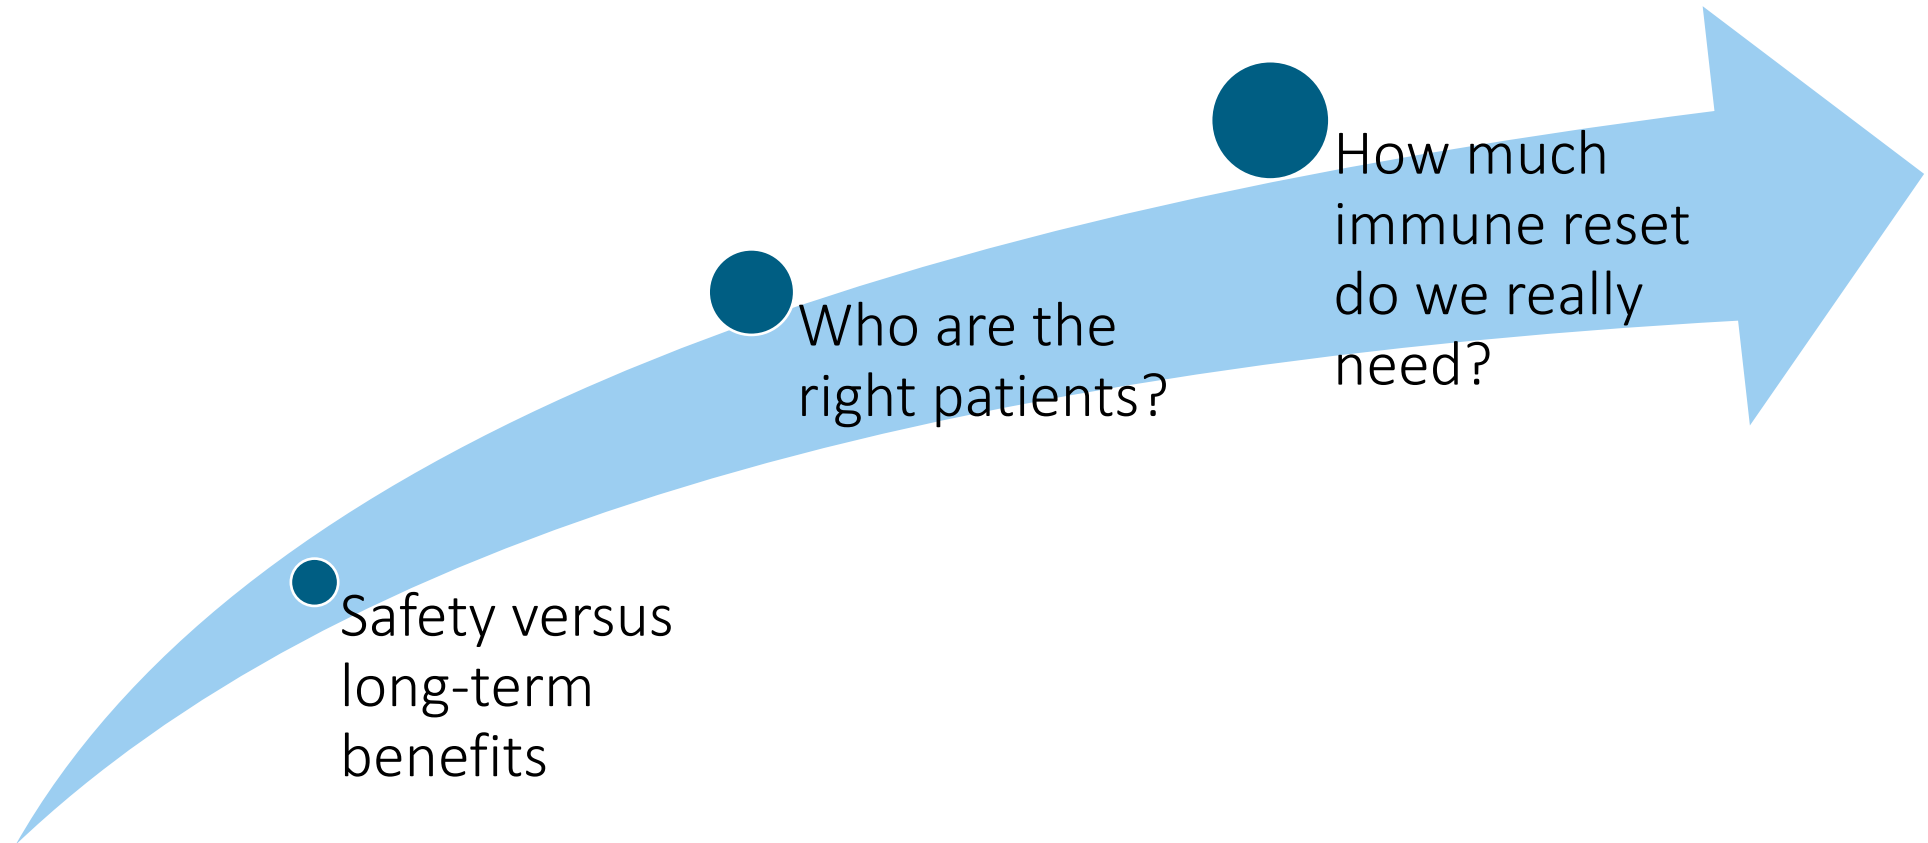 Safety versus
long-term
benefits
Who are the
right patients?
How much
immune reset
do we really
need?